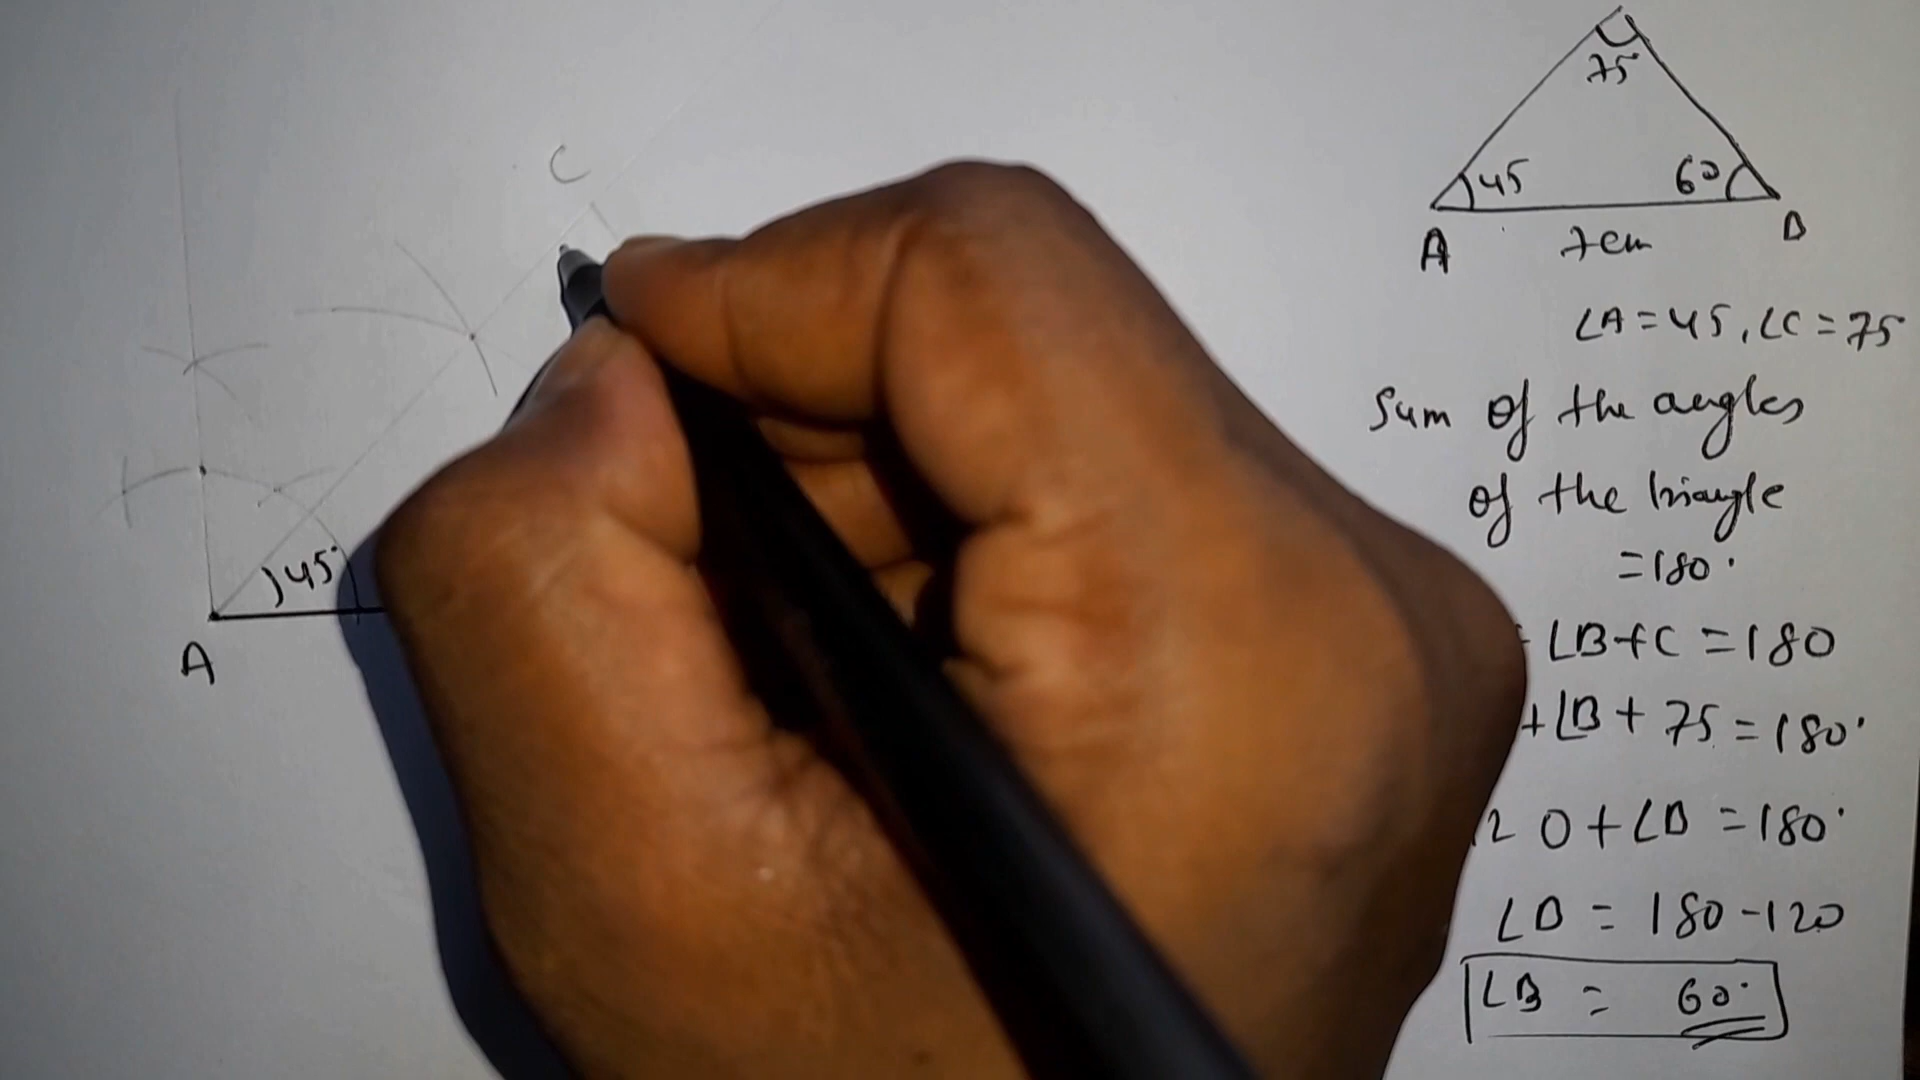 C
45°
A
75
45
60
A
7cm
B
∠A=45, ∠C=75°
Sum of the angles
of the triangle
=180°
∠B+C=180
+∠B+75=180°
20+∠B=180°
∠B=180-120
∠B=60°